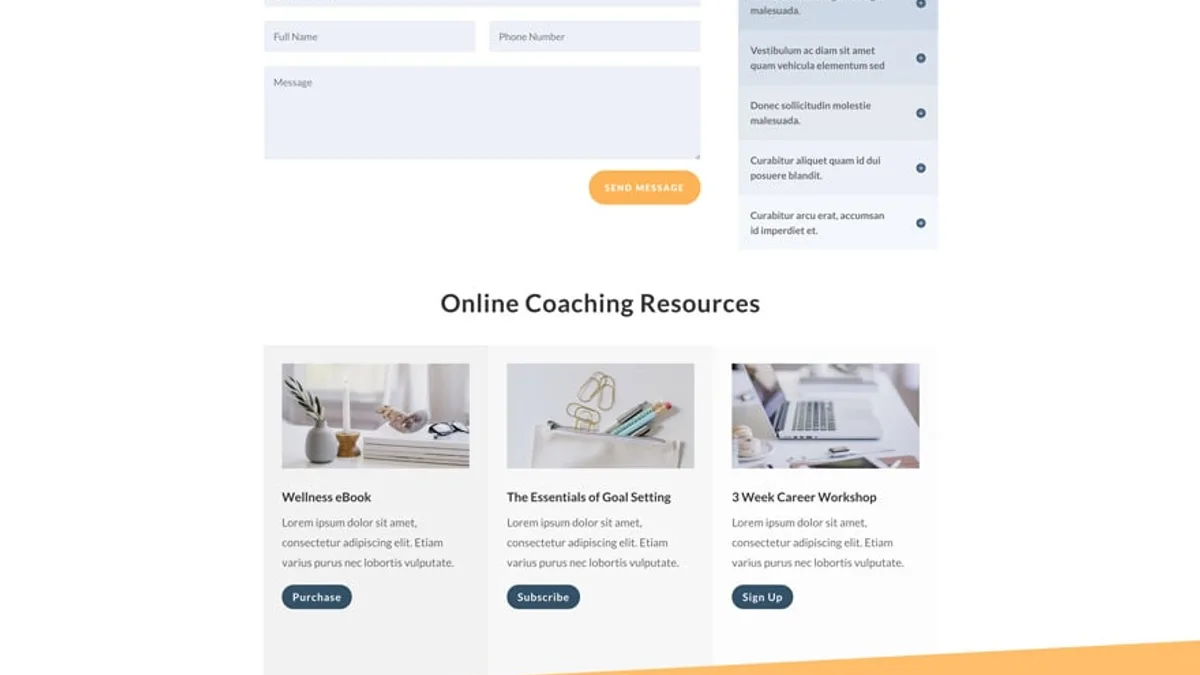 Full Name
Phone Number
Message
SEND MESSAGE
malesuada.
Vestibulum ac diam sit amet
quam vehicula elementum sed
Donec sollicitudin molestie
malesuada.
Curabitur aliquet quam id dui
posuere blandit.
Curabitur arcu erat, accumsan
id imperdiet et.
Online Coaching Resources
Wellness eBook
Lorem ipsum dolor sit amet,
consectetur adipiscing elit. Etiam
varius purus nec lobortis vulputate.
Purchase
The Essentials of Goal Setting
Lorem ipsum dolor sit amet,
consectetur adipiscing elit. Etiam
varius purus nec lobortis vulputate.
Subscribe
3 Week Career Workshop
Lorem ipsum dolor sit amet,
consectetur adipiscing elit. Etiam
varius purus nec lobortis vulputate.
Sign Up